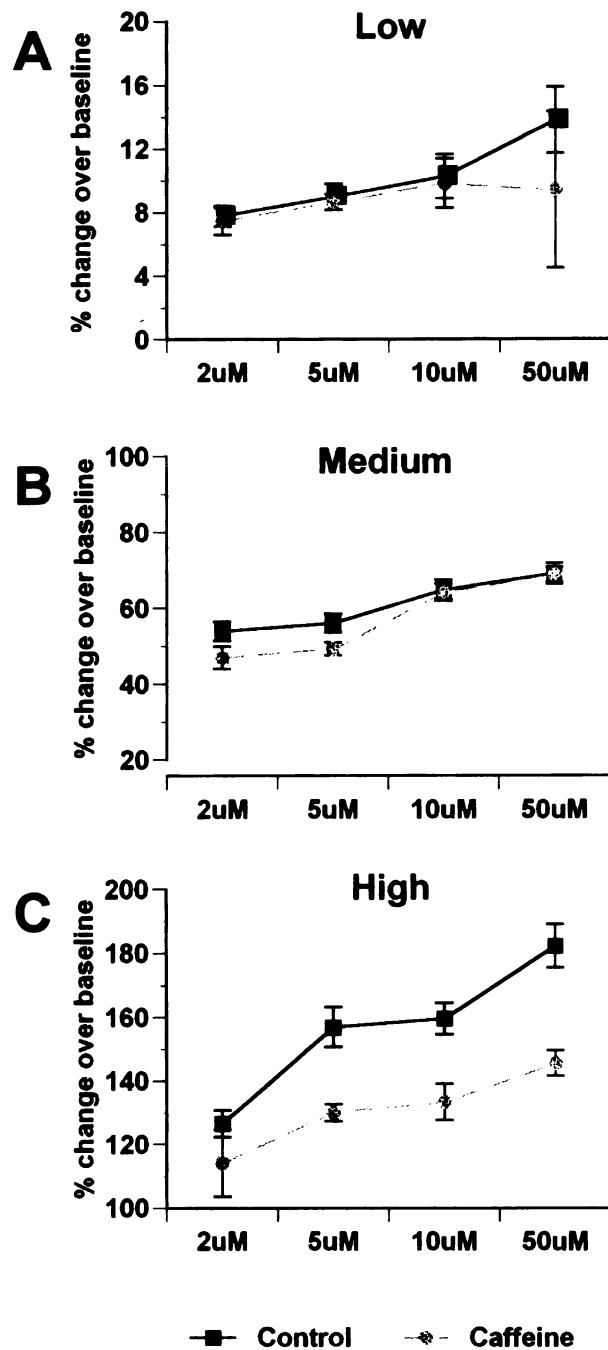 A
Low
% change over baseline
20
16
12
8
4
0
2uM 5uM 10uM 50uM
B
Medium
% change over baseline
100
80
60
40
20
2uM 5uM 10uM 50uM
C
High
% change over baseline
200
180
160
140
120
100
2uM 5uM 10uM 50uM
Control Caffeine